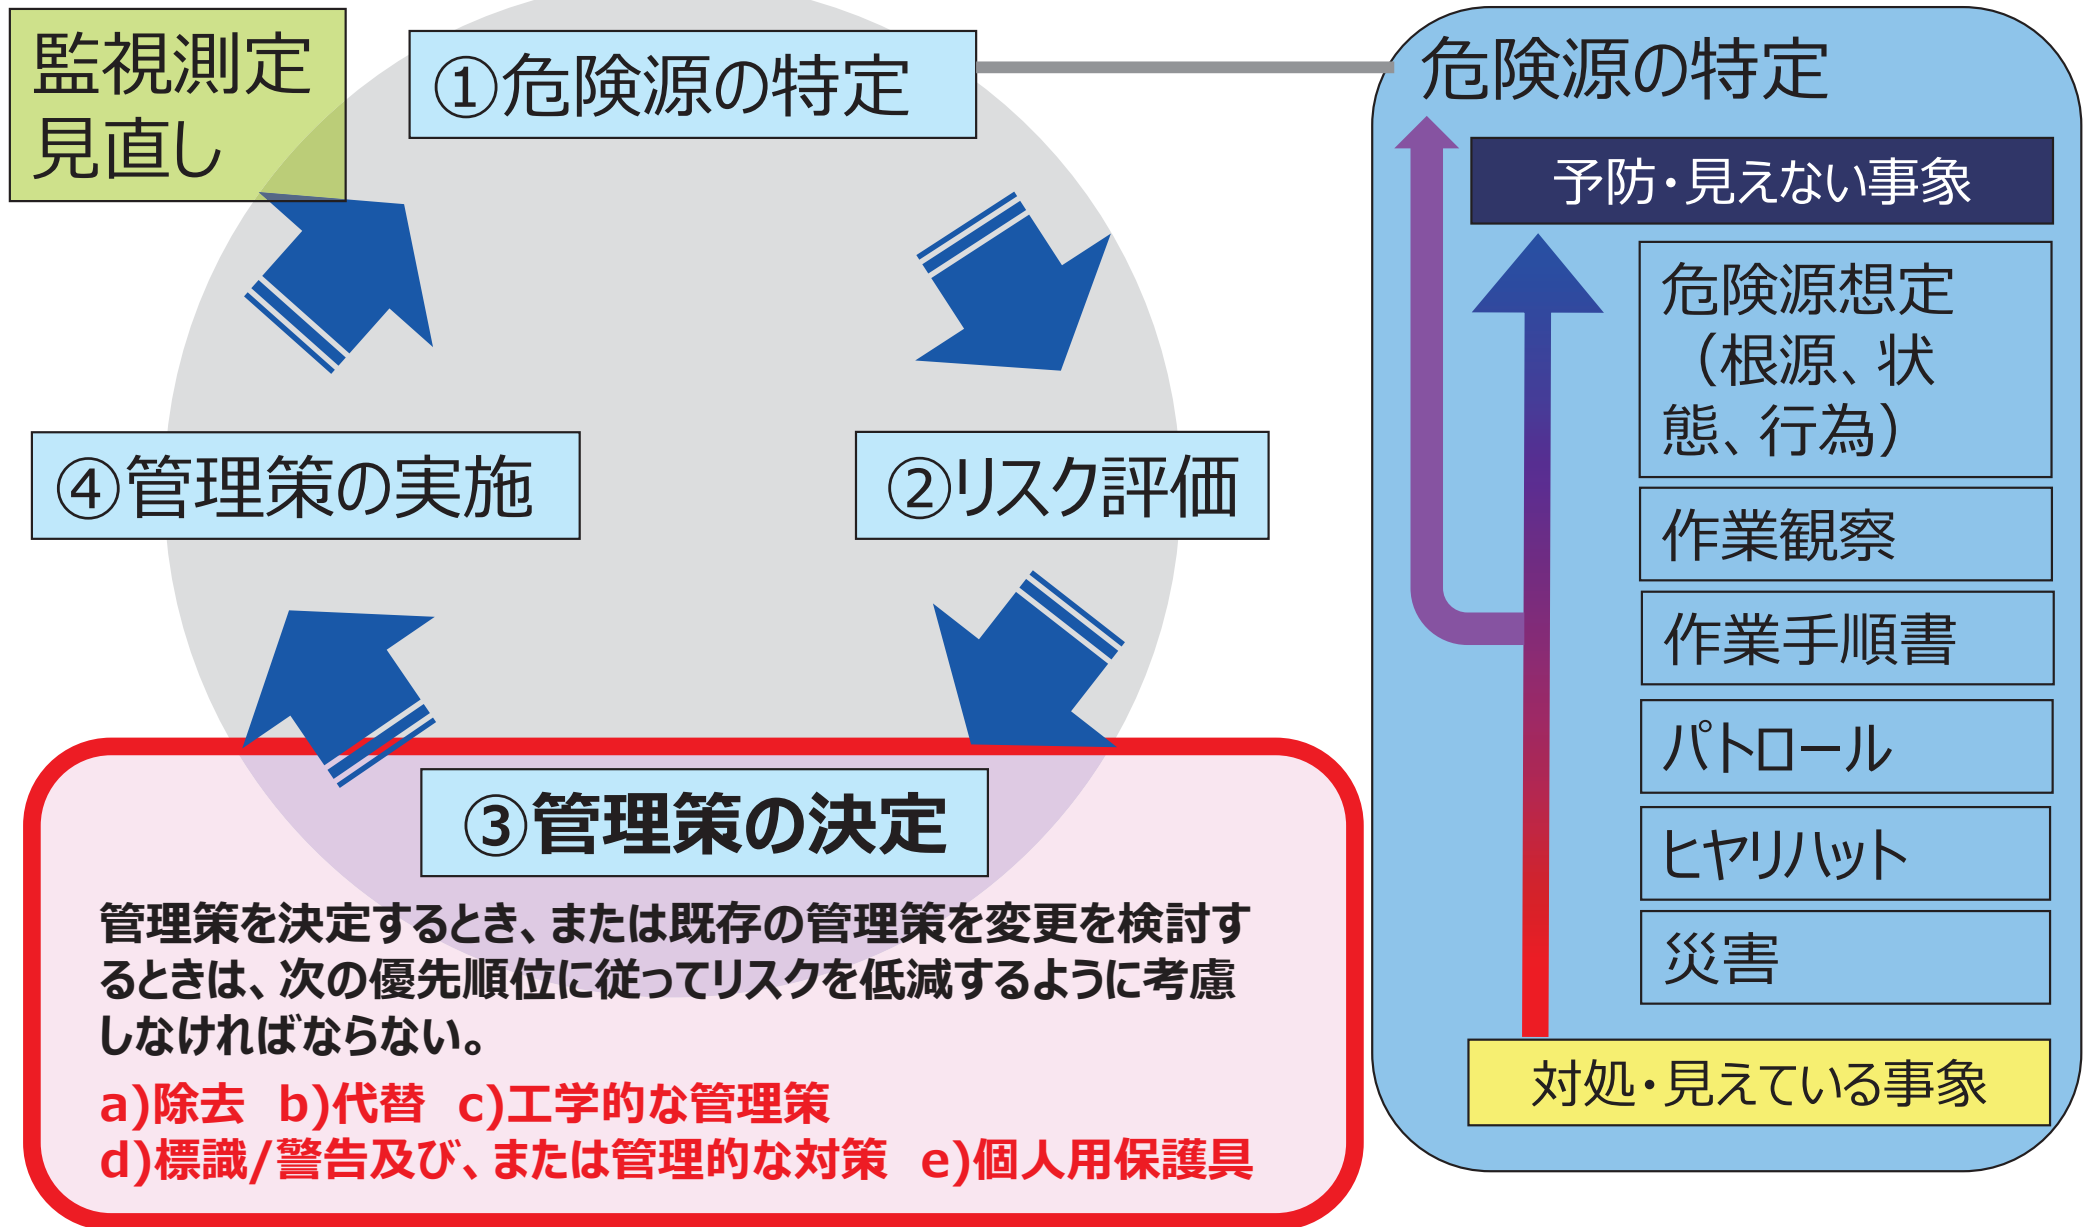 監視測定
見直し
①危険源の特定
②リスク評価
④管理策の実施
③管理策の決定
管理策を決定するとき、または既存の管理策を変更を検討す
るときは、次の優先順位に従ってリスクを低減するように考慮
しなければならない。
a)除去 b)代替 c)工学的な管理策
d)標識/警告及び、または管理的な対策 e)個人用保護具
危険源の特定
予防・見えない事象
危険源想定
（根源、状
態、行為）
作業観察
作業手順書
パトロール
ヒヤリハット
災害
対処・見えている事象